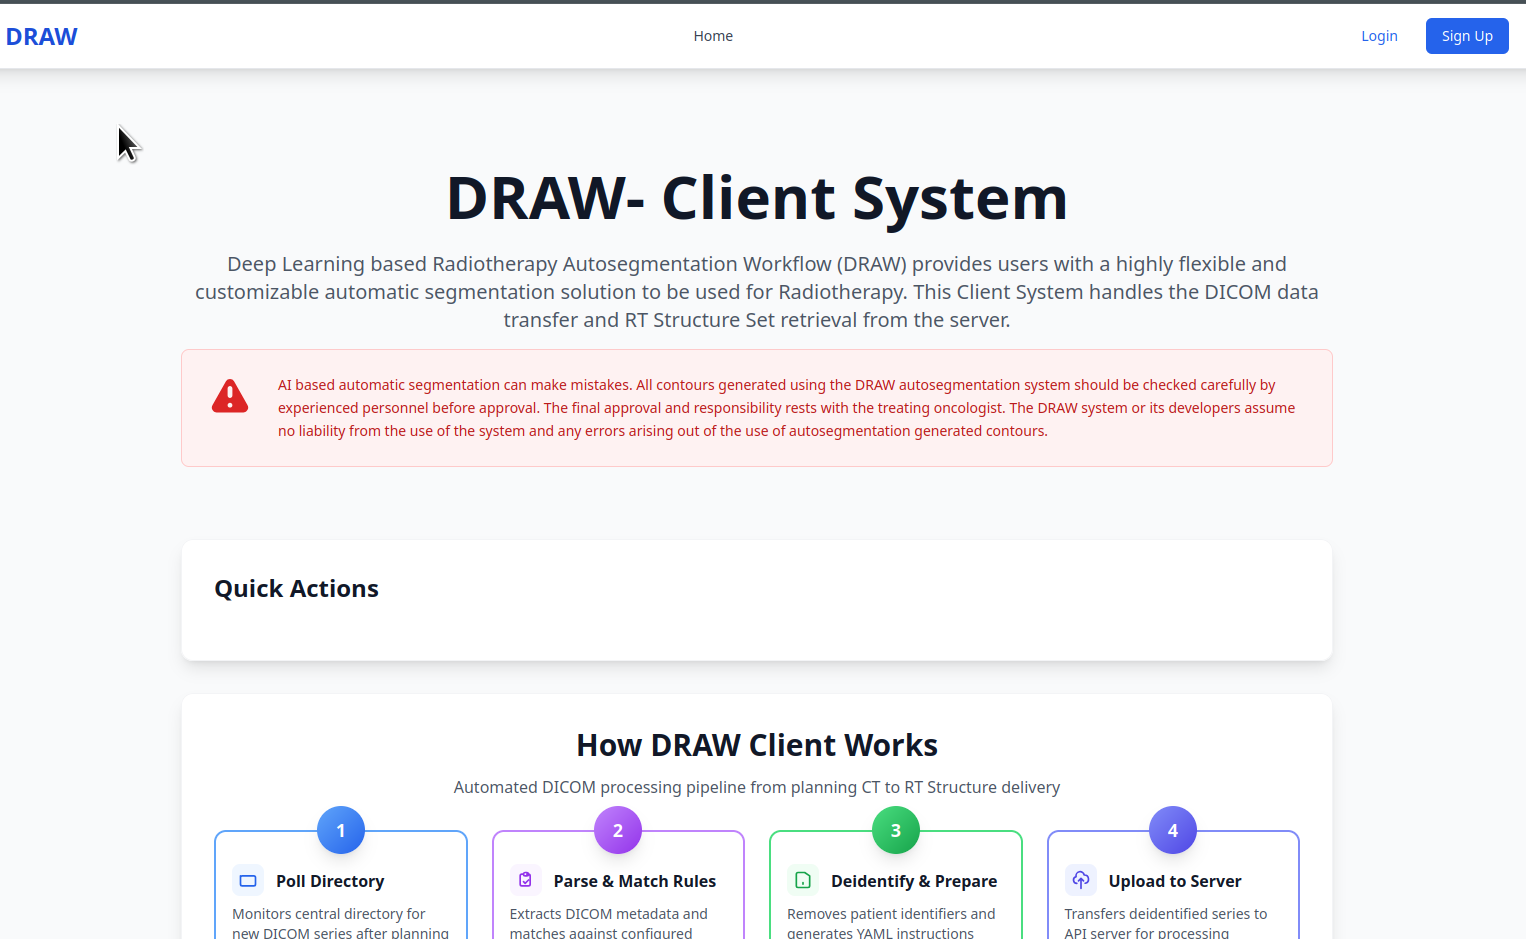 DRAW
Home
Login
Sign Up
DRAW- Client System
Deep Learning based Radiotherapy Autosegmentation Workflow (DRAW) provides users with a highly flexible and
customizable automatic segmentation solution to be used for Radiotherapy. This Client System handles the DICOM data
transfer and RT Structure Set retrieval from the server.
AI based automatic segmentation can make mistakes. All contours generated using the DRAW autosegmentation system should be checked carefully by
experienced personnel before approval. The final approval and responsibility rests with the treating oncologist. The DRAW system or its developers assume
no liability from the use of the system and any errors arising out of the use of autosegmentation generated contours.
Quick Actions
How DRAW Client Works
Automated DICOM processing pipeline from planning CT to RT Structure delivery
1
Poll Directory
Monitors central directory for
new DICOM series after planning
2
Parse & Match Rules
Extracts DICOM metadata and
matches against configured
3
Deidentify & Prepare
Removes patient identifiers and
generates YAML instructions
4
Upload to Server
Transfers deidentified series to
API server for processing